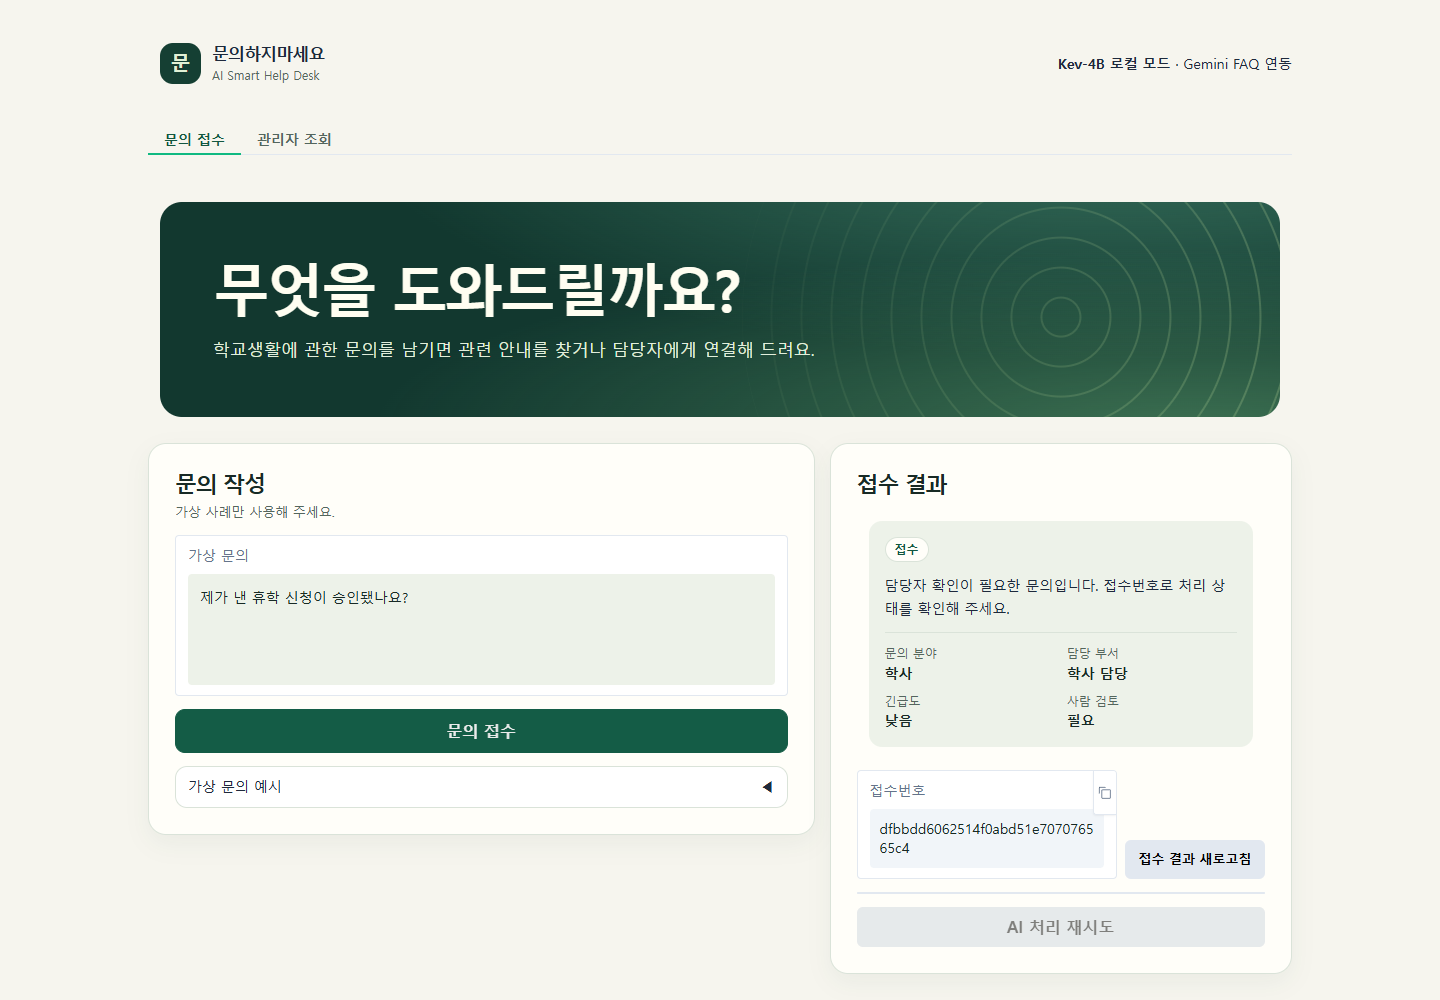 문
문의하지마세요
AI Smart Help Desk
Kev-4B 로컬 모드 · Gemini FAQ 연동
문의 접수
관리자 조회
무엇을 도와드릴까요?
학교생활에 관한 문의를 남기면 관련 안내를 찾거나 담당자에게 연결해 드려요.
문의 작성
가상 사례만 사용해 주세요.
가상 문의
제가 낸 휴학 신청이 승인됐나요?
문의 접수
가상 문의 예시
접수 결과
접수
담당자 확인이 필요한 문의입니다. 접수번호로 처리 상
태를 확인해 주세요.
문의 분야
학사
담당 부서
학사 담당
긴급도
낮음
사람 검토
필요
접수번호
dfbbdd6062514f0abd51e7070765
65c4
접수 결과 새로고침
AI 처리 재시도